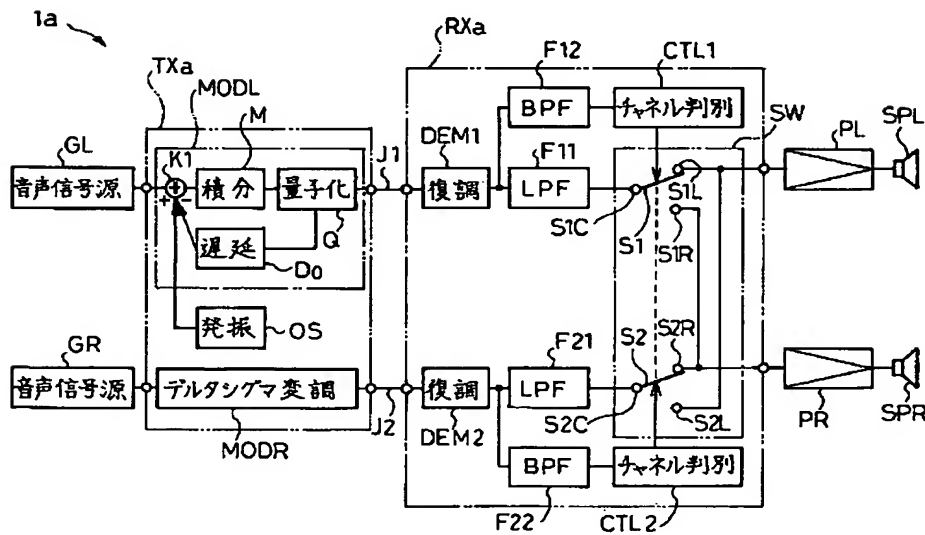 1a
TXa
MODL
M
GL
K1
音声信号源
+
+ −
積分
量子化
J1
Q
遅延
Do
発振
OS
GR
音声信号源
デルタシグマ変調
MODR
J2
RXa
F12
CTL1
DEM1
BPF
チャネル判別
SW
F11
復調
LPF
S1C
S1
S1L
S1R
PL
SPL
F21
S2
S2R
復調
LPF
DEM2
S2C
S2L
BPF
チャネル判別
F22
CTL2
PR
SPR